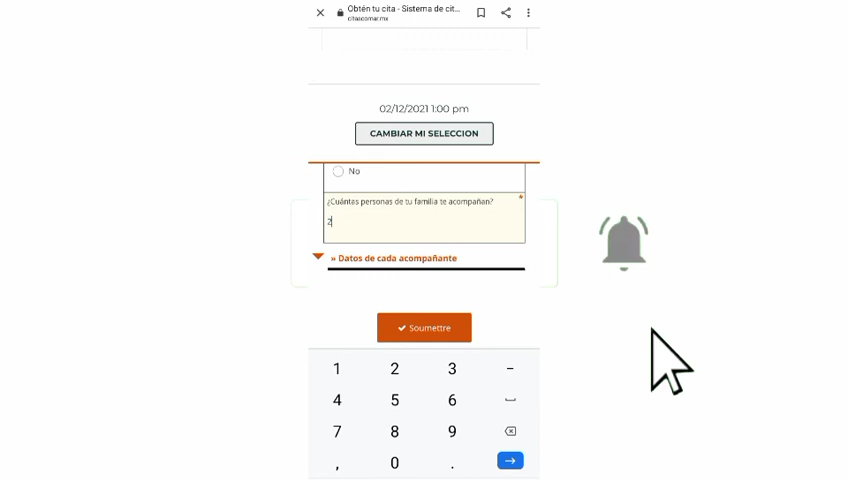 Obtén tu cita - Sistema de cit...
citascomar.mx
02/12/2021 1:00 pm
CAMBIAR MI SELECCION
No
¿Cuántas personas de tu familia te acompañan? *
2
» Datos de cada acompañante
✔ Soumettre
1 2 3 -
4 5 6
7 8 9
, 0 .